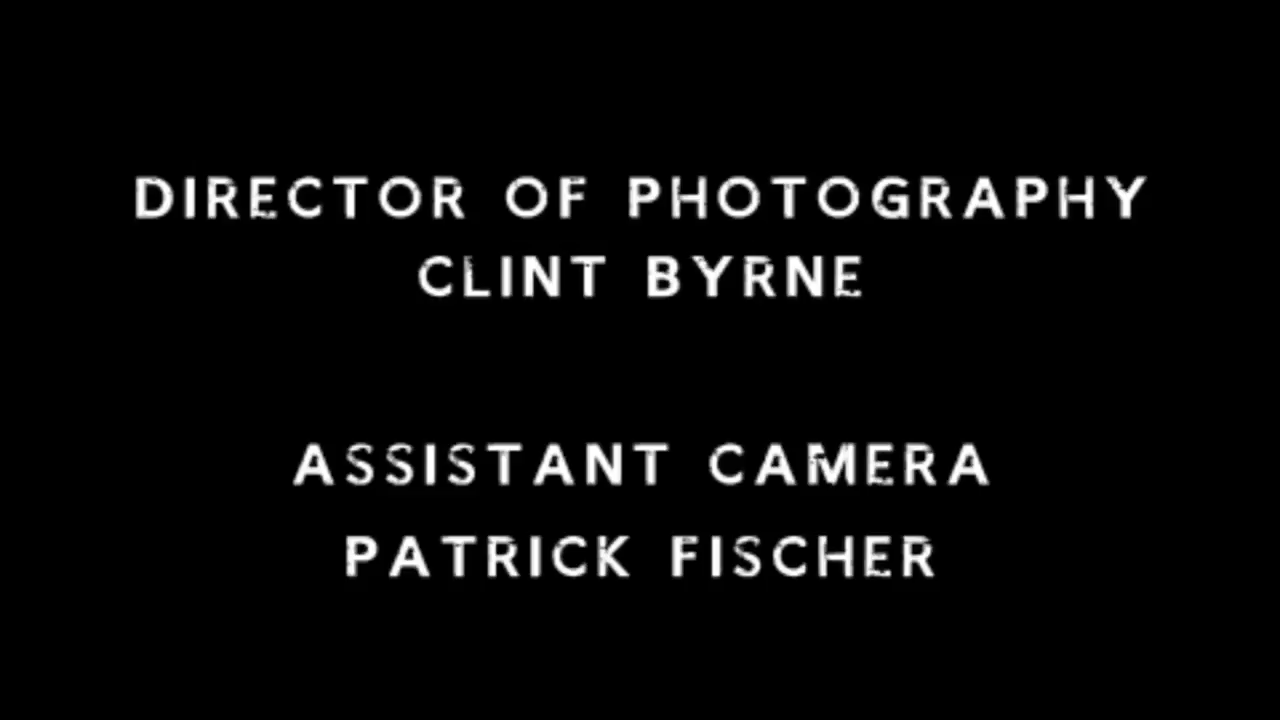 DIRECTOR OF PHOTOGRAPHY
CLINT BYRNE
ASSISTANT CAMERA
PATRICK FISCHER